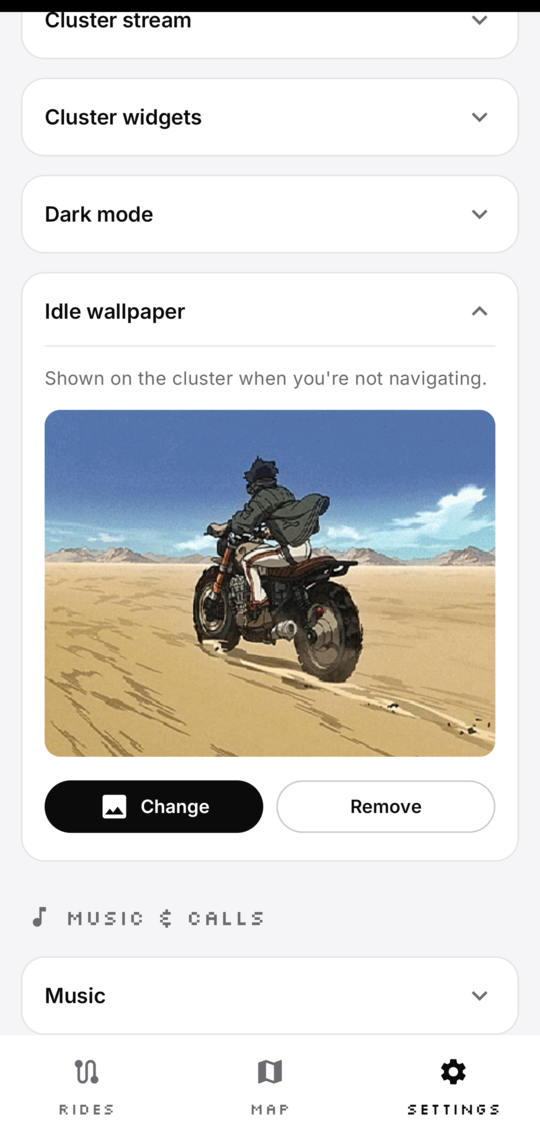 Cluster stream
Cluster widgets
Dark mode
Idle wallpaper
Shown on the cluster when you're not navigating.
Change
Remove
MUSIC & CALLS
Music
RIDES
MAP
SETTINGS